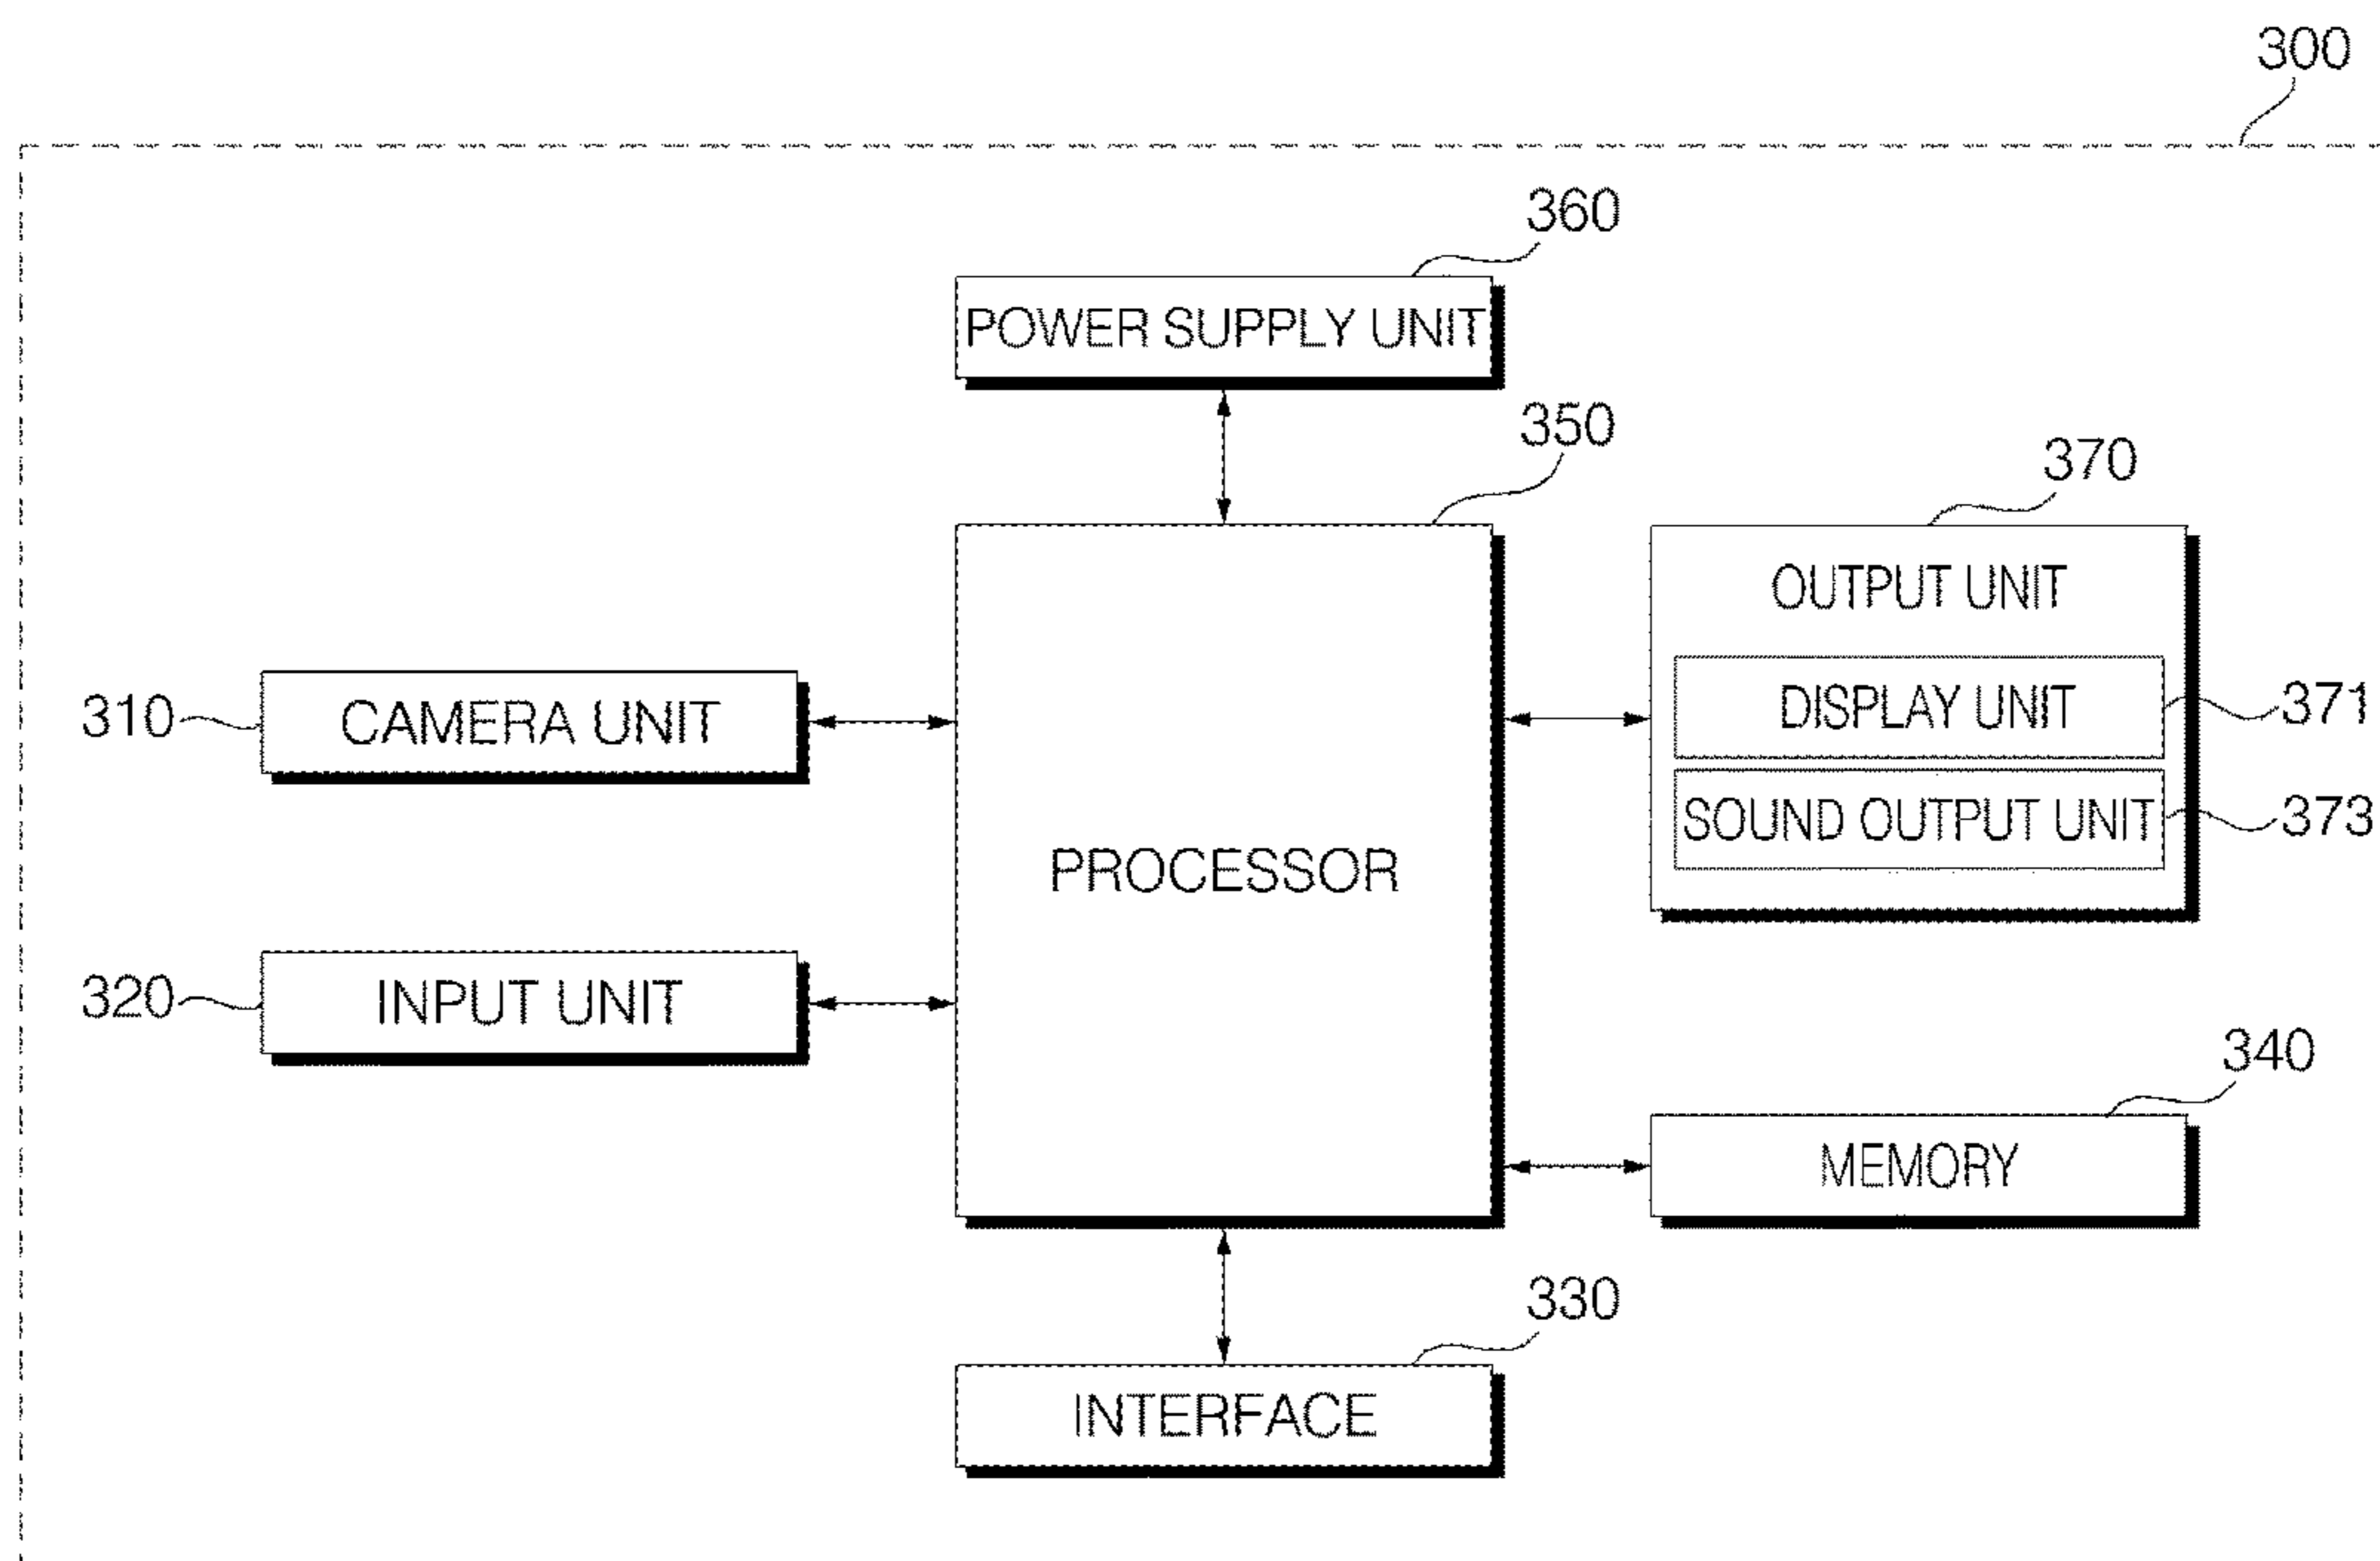 300
360
POWER SUPPLY UNIT
350
370
OUTPUT UNIT
310
CAMERA UNIT
DISPLAY UNIT
371
SOUND OUTPUT UNIT
373
PROCESSOR
320
INPUT UNIT
340
MEMORY
330
INTERFACE